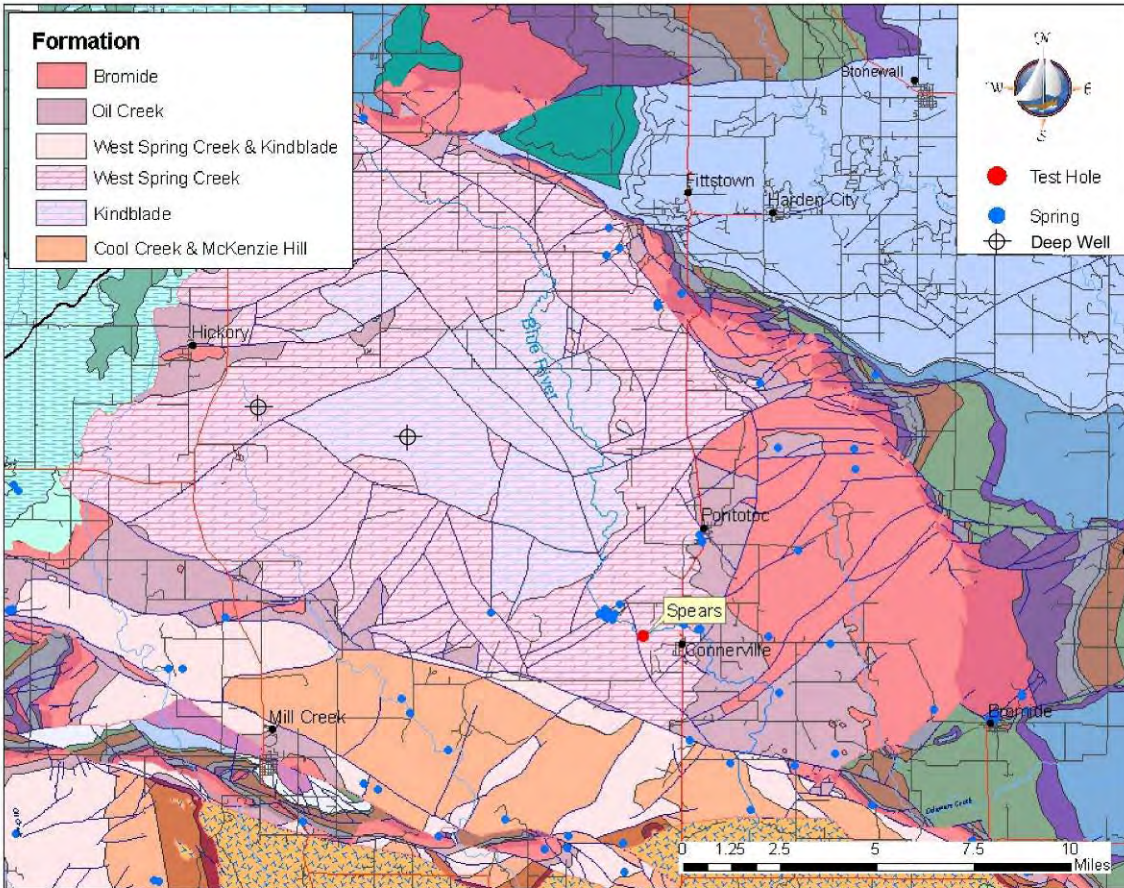 Formation
Bromide
Oil Creek
West Spring Creek & Kindblade
West Spring Creek
Kindblade
Cool Creek & McKenzie Hill
N
W
E
S
Test Hole
Spring
Deep Well
Stonewall
Fittstown
Harden City
Hickory
Blue River
Pontotoc
Spears
Connerville
Mill Creek
Bromide
Delaware Creek
0 1.25 2.5 5 7.5 10
Miles